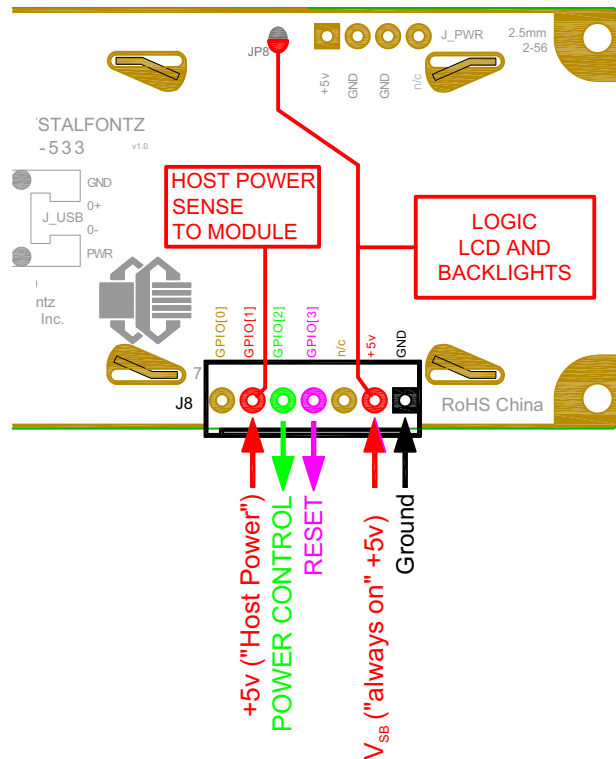 JP8
J_PWR
2.5mm
2-56
+5v
GND
GND
n/c
STALFONTZ
-533
v1.0
GND
0+
J_USB
0-
PWR
HOST POWER
SENSE
TO MODULE
LOGIC
LCD AND
BACKLIGHTS
ntz
Inc.
GPIO[0]
GPIO[1]
GPIO[2]
GPIO[3]
n/c
+5v
GND
7
J8
RoHS China
+5v ("Host Power")
POWER CONTROL
RESET
VSB ("always on" +5v)
Ground